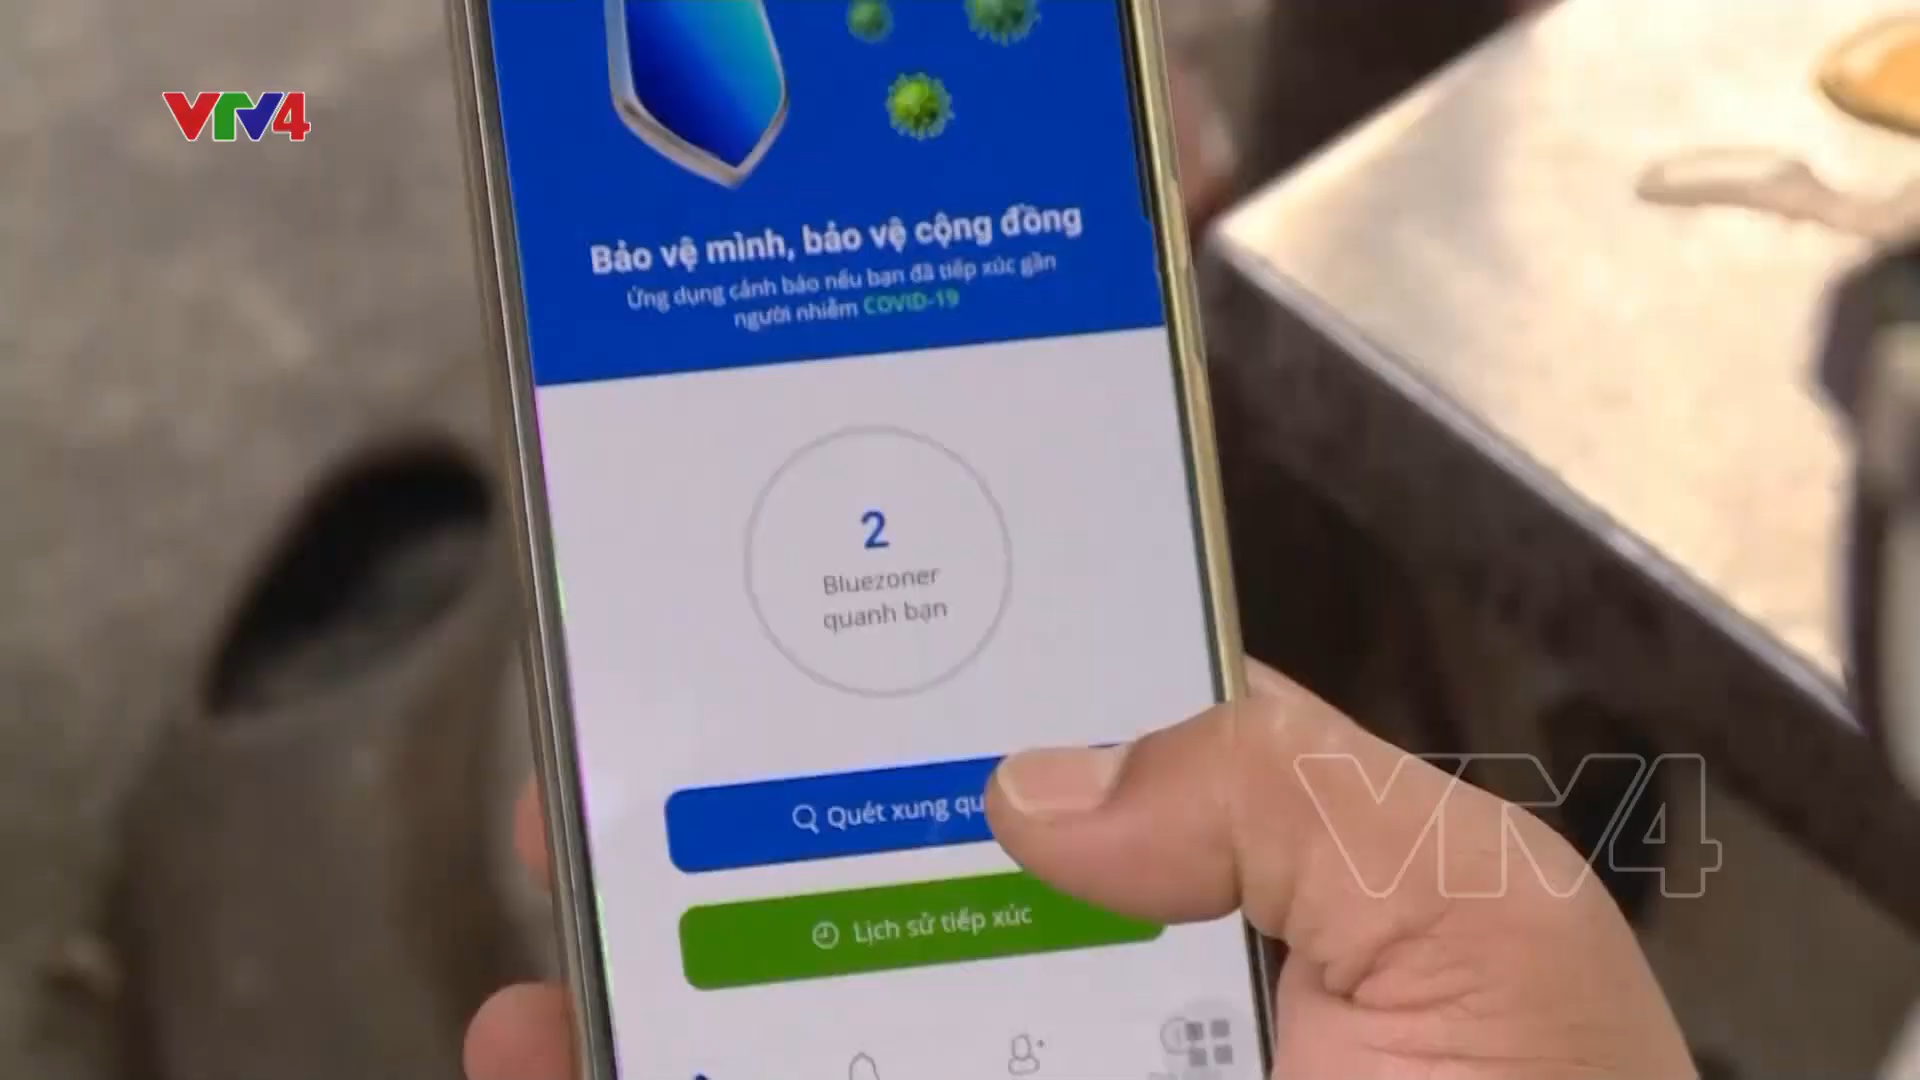 VTV4
Bảo vệ mình, bảo vệ cộng đồng
Ứng dụng cảnh báo nếu bạn đã tiếp xúc gần
người nhiễm COVID-19
2
Bluezoner
quanh bạn
Quét xung qu
Lịch sử tiếp xúc
VTV4